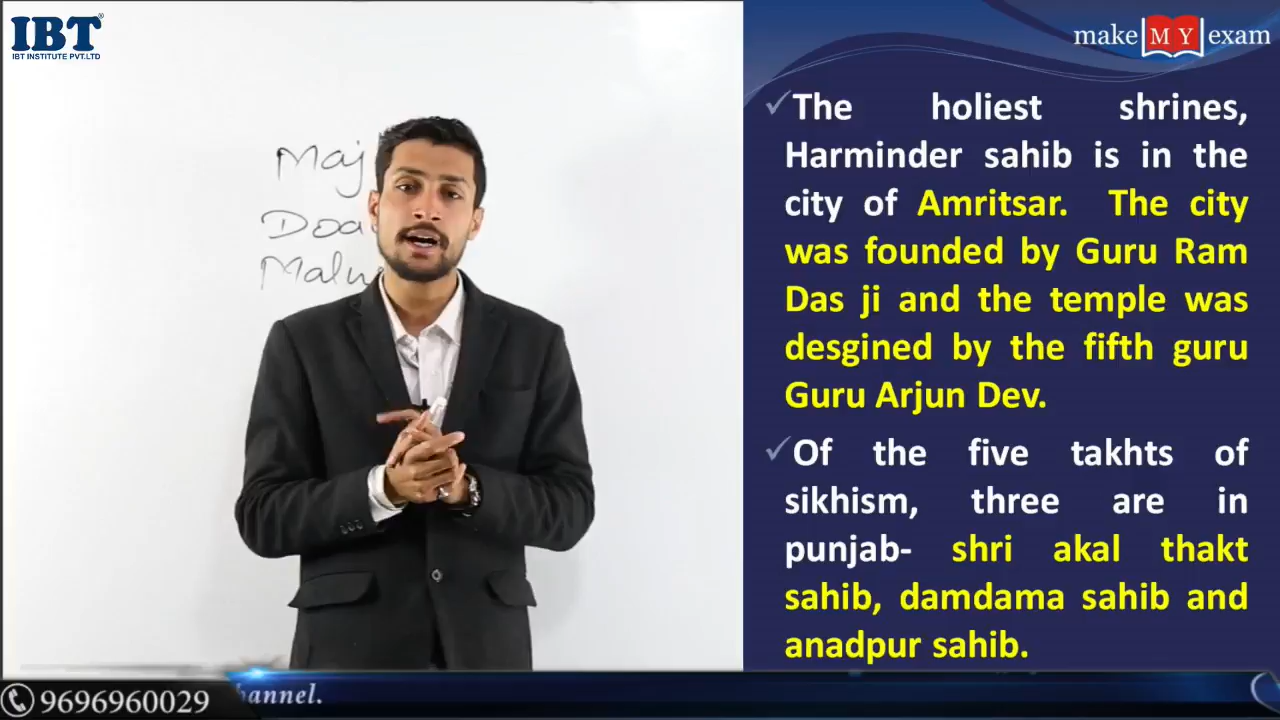 IBT
IBT INSTITUTE PVT.LTD
make MY exam
Maj
Doa
Malw
✓The holiest shrines,
Harminder sahib is in the
city of Amritsar. The city
was founded by Guru Ram
Das ji and the temple was
desgined by the fifth guru
Guru Arjun Dev.
✓Of the five takhts of
sikhism, three are in
punjab- shri akal thakt
sahib, damdama sahib and
anadpur sahib.
9696960029
hannel.